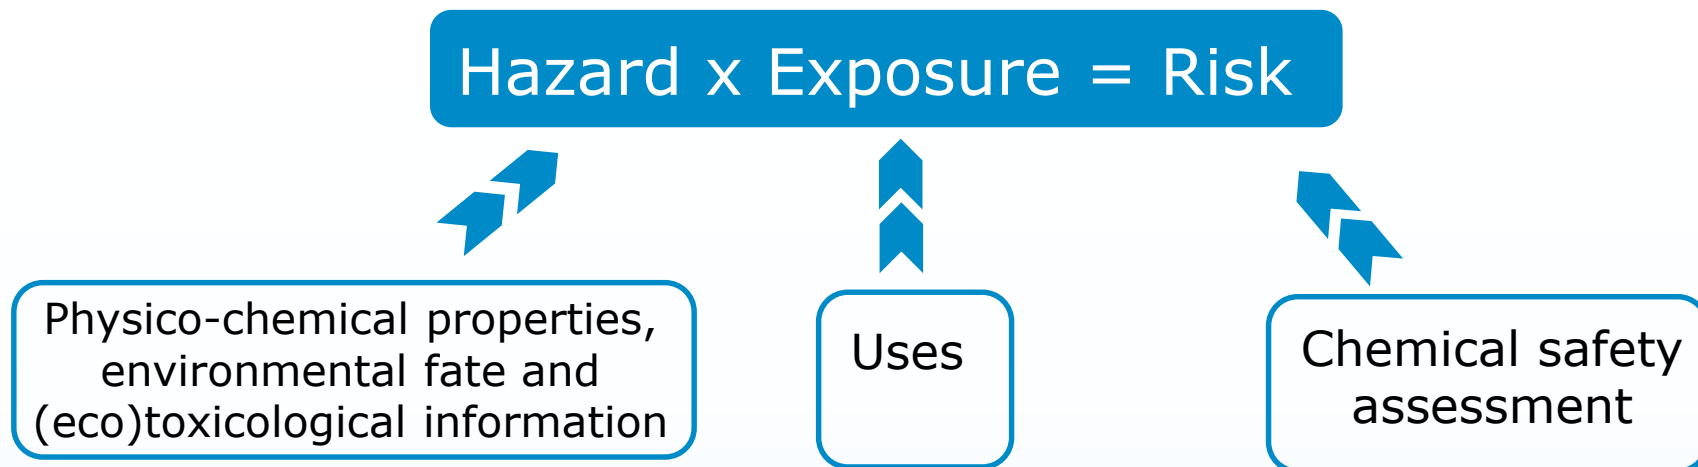 Hazard x Exposure = Risk
Physico-chemical properties,
environmental fate and
(eco)toxicological information
Uses
Chemical safety
assessment